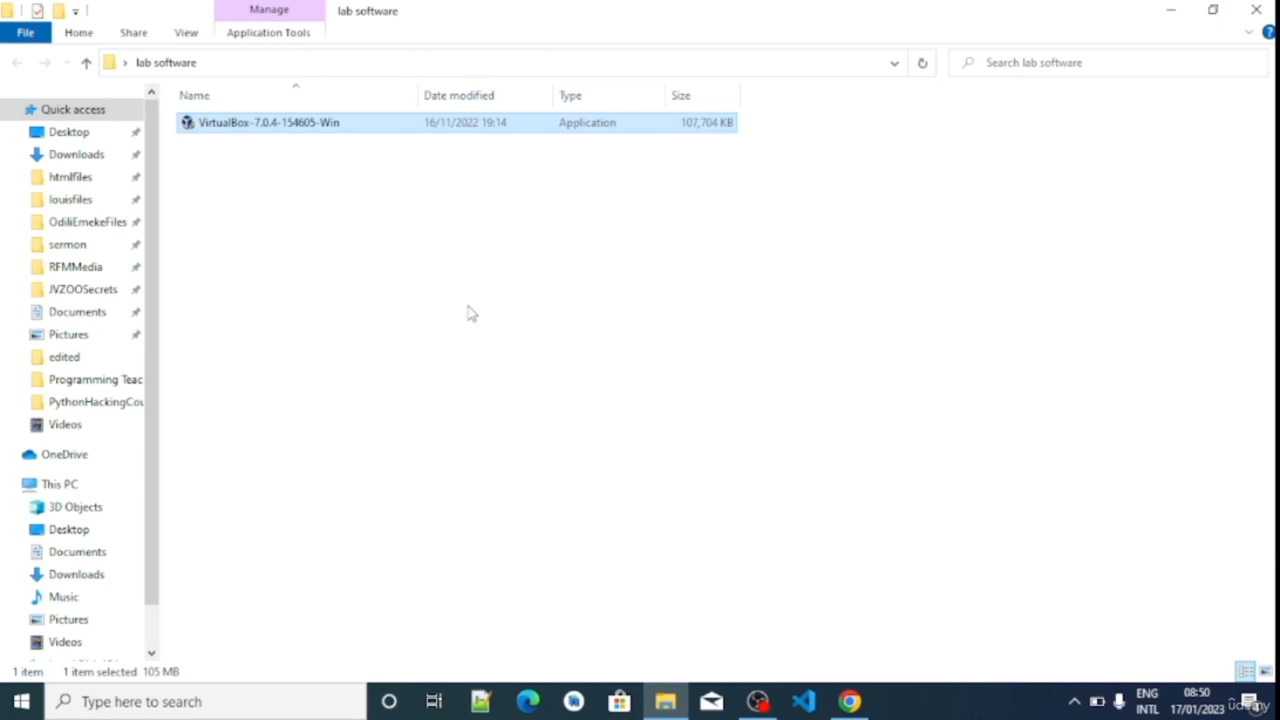 Manage
lab software
File
Home
Share
View
Application Tools
lab software
Search lab software
Name
Date modified
Type
Size
VirtualBox-7.0.4-154605-Win
16/11/2022 19:14
Application
107,704 KB
Quick access
Desktop
Downloads
htmlfiles
louisfiles
OdiliEmekeFiles
sermon
RFMMedia
JVZOOSecrets
Documents
Pictures
edited
Programming Teac
PythonHackingCou
Videos
OneDrive
This PC
3D Objects
Desktop
Documents
Downloads
Music
Pictures
Videos
1 item
1 item selected 105 MB
Type here to search
ENG
INTL
08:50
17/01/2023
udemy